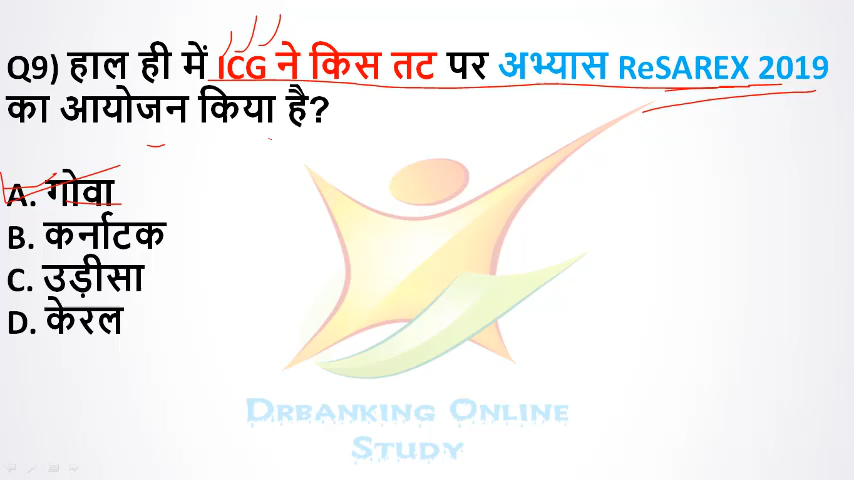 Q9) हाल ही में ICG ने किस तट पर अभ्यास ReSAREX 2019
का आयोजन किया है?
A. गोवा
B. कर्नाटक
C. उड़ीसा
D. केरल
DRBANKING ONLINE
STUDY